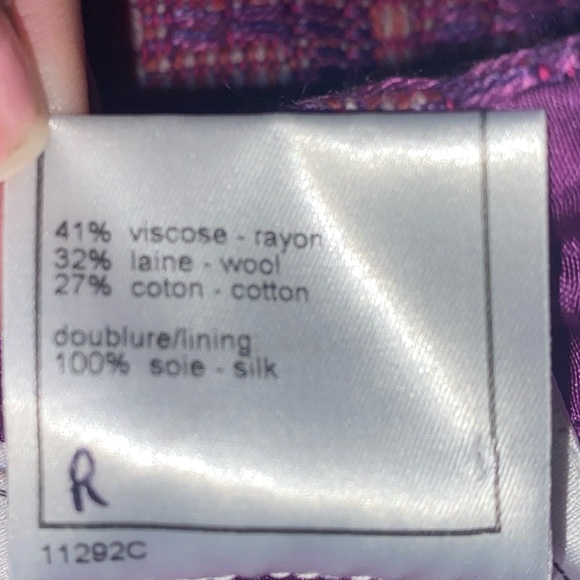 41% viscose - rayon
32% laine - wool
27% coton - cotton
doublure/lining
100% soie - silk
R
11292C